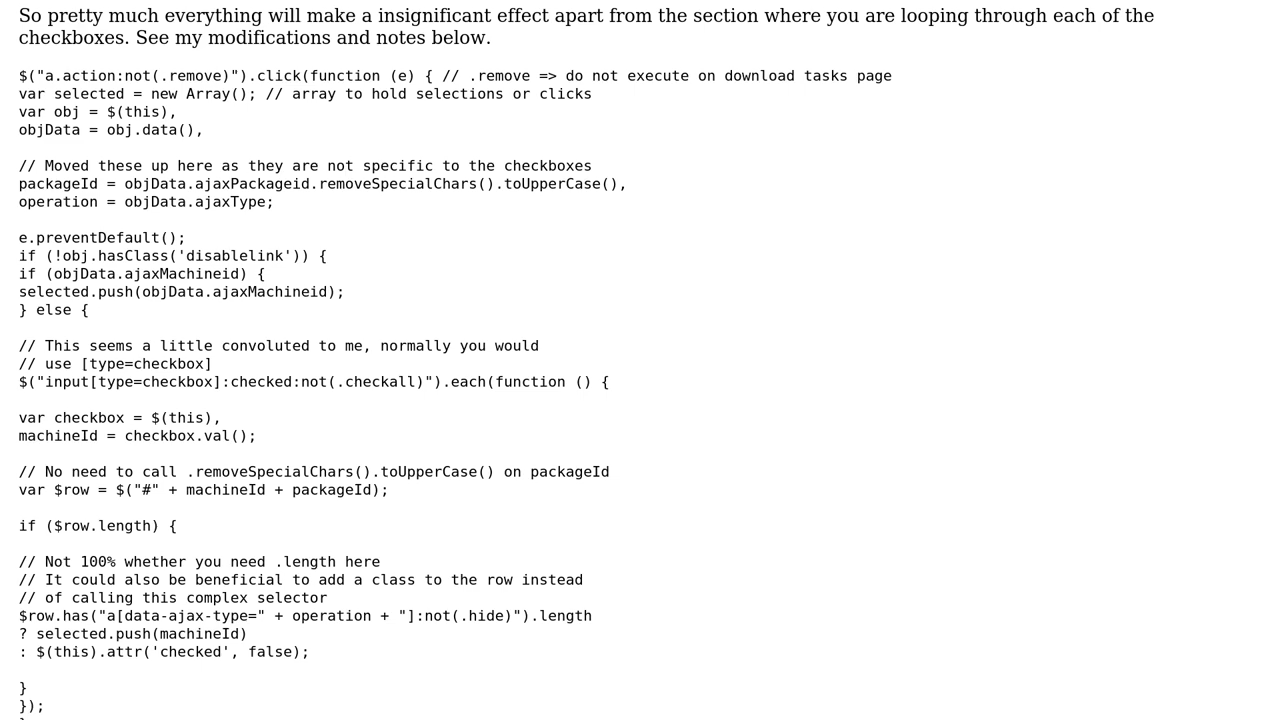 So pretty much everything will make a insignificant effect apart from the section where you are looping through each of the
checkboxes. See my modifications and notes below.
$("a.action:not(.remove)").click(function (e) { // .remove => do not execute on download tasks page
var selected = new Array(); // array to hold selections or clicks
var obj = $(this),
objData = obj.data(),
// Moved these up here as they are not specific to the checkboxes
packageId = objData.ajaxPackageid.removeSpecialChars().toUpperCase(),
operation = objData.ajaxType;
e.preventDefault();
if (!obj.hasClass('disablelink')) {
if (objData.ajaxMachineid) {
selected.push(objData.ajaxMachineid);
} else {
// This seems a little convoluted to me, normally you would
// use [type=checkbox]
$("input[type=checkbox]:checked:not(.checkall)").each(function () {
var checkbox = $(this),
machineId = checkbox.val();
// No need to call .removeSpecialChars().toUpperCase() on packageId
var $row = $("#" + machineId + packageId);
if ($row.length) {
// Not 100% whether you need .length here
// It could also be beneficial to add a class to the row instead
// of calling this complex selector
$row.has("a[data-ajax-type=" + operation + "]:not(.hide)").length
? selected.push(machineId)
: $(this).attr('checked', false);
}
});